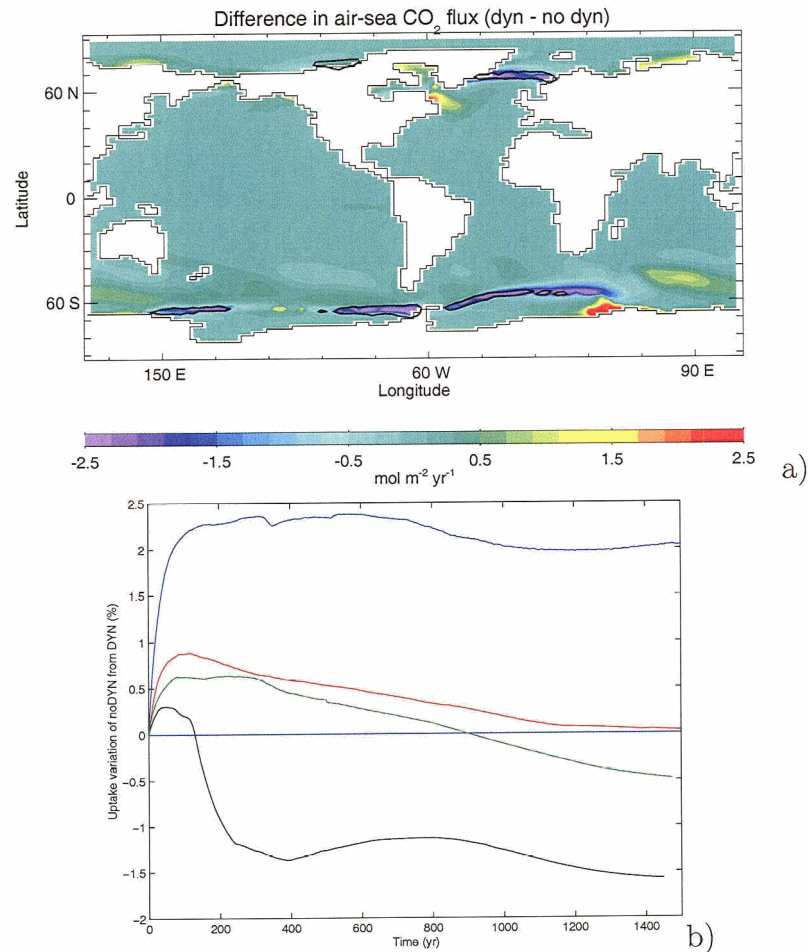 Difference in air-sea CO₂ flux (dyn - no dyn)
Latitude
60 N
0
60 S
150 E
60 W
90 E
Longitude
-2.5
-1.5
-0.5
0.5
1.5
2.5
mol m⁻² yr⁻¹
a)
Uptake variation of noDYN from DYN (%)
2.5
2
1.5
1
0.5
0
-0.5
-1
-1.5
-2
0
200
400
600
800
1000
1200
1400
Time (yr)
b)